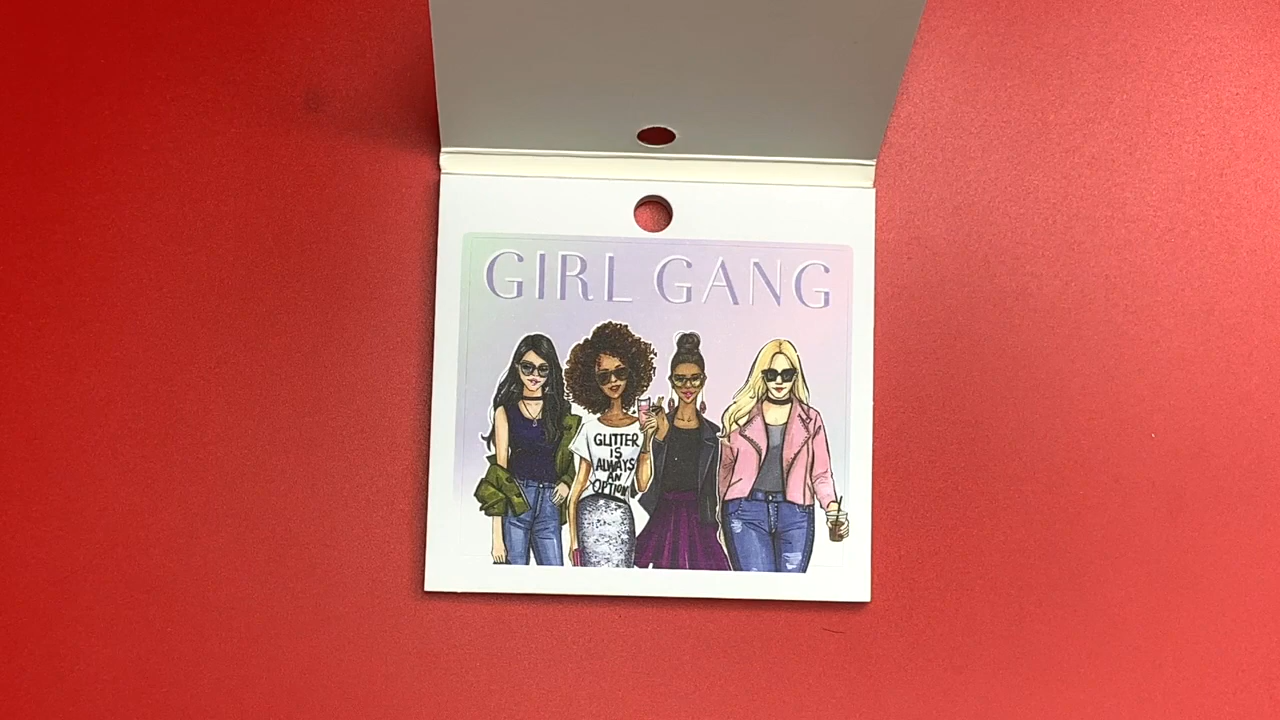 GIRL GANG
GLITTER
IS
ALWAYS
AN
OPTION